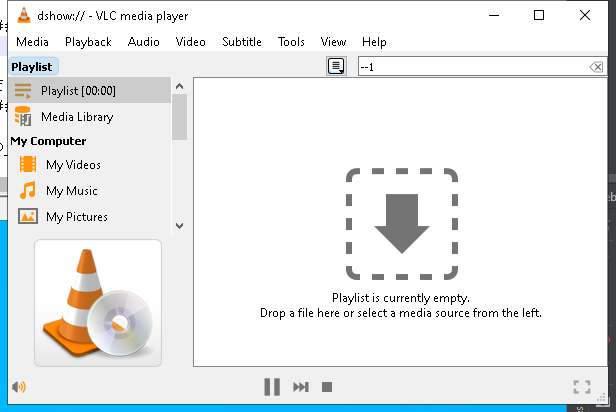 dshow:// - VLC media player
Media Playback Audio Video Subtitle Tools View Help
Playlist
--1
Playlist [00:00]
Media Library
My Computer
My Videos
My Music
My Pictures
Playlist is currently empty.
Drop a file here or select a media source from the left.